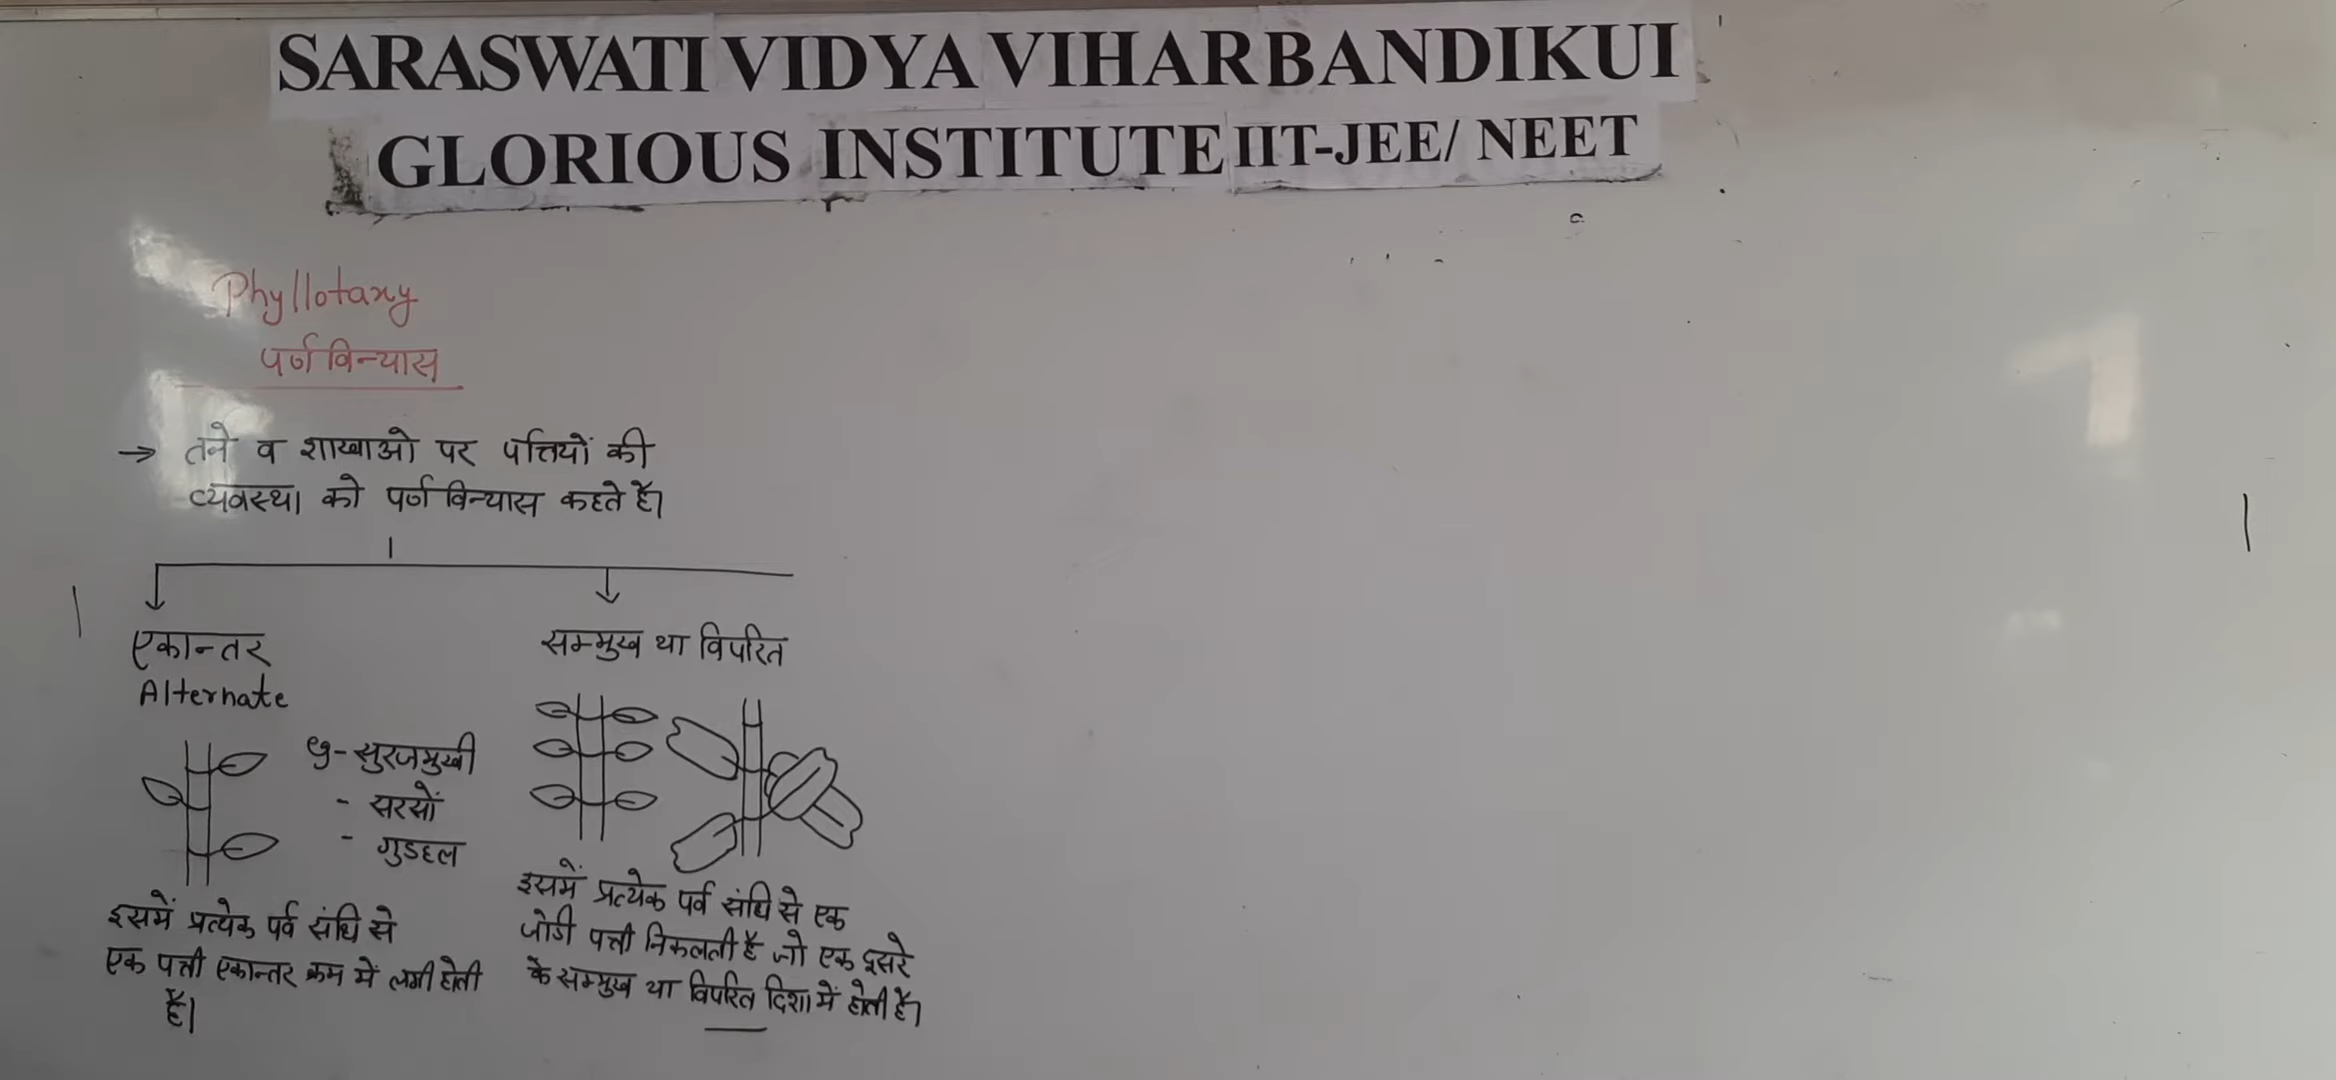 SARASWATI VIDYA VIHAR BANDIKUI
GLORIOUS INSTITUTE IIT-JEE/ NEET
Phyllotaxy
पर्ण विन्यास
→ तने व शाखाओ पर पत्तियों की
व्यवस्था को पर्ण विन्यास कहते हैं।
एकान्तर
Alternate
eg- सुरजमुखी
- सरसों
- गुडहल
इसमें प्रत्येक पर्व संधि से
एक पत्ती एकान्तर क्रम में लगी होती
है।
सम्मुख था विपरित
इसमें प्रत्येक पर्व संधि से एक
जोडी पत्ती निकलती है जो एक दूसरे
के सम्मुख था विपरित दिशा में होती है।